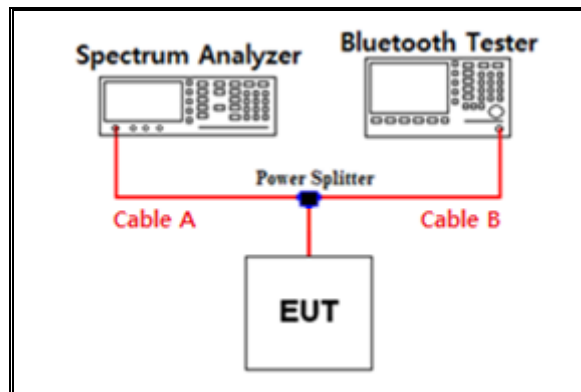 Spectrum Analyzer
Bluetooth Tester
Power Splitter
Cable A
Cable B
EUT